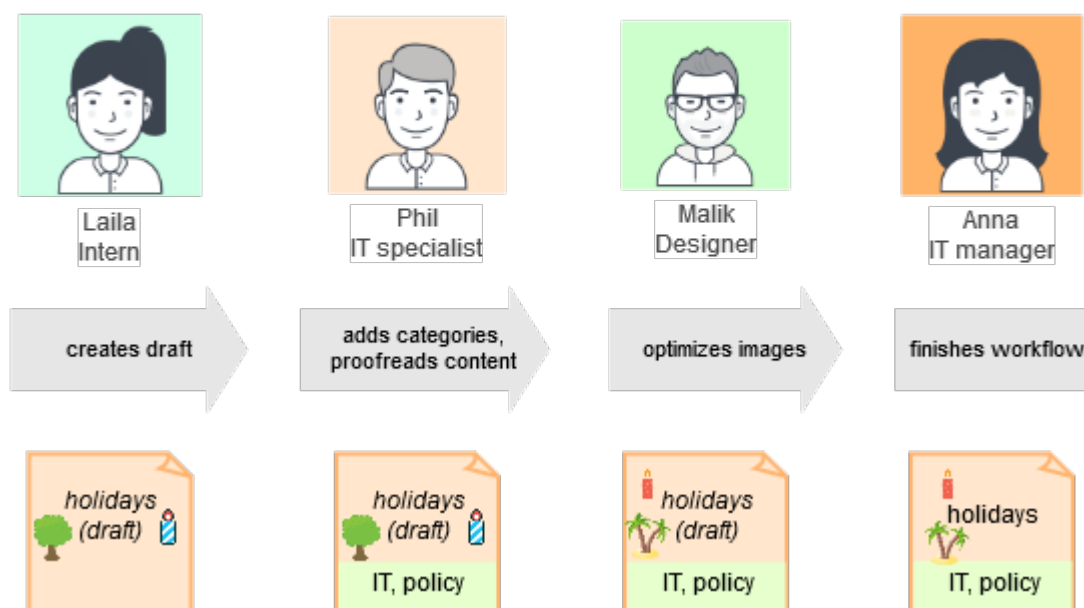 Laila
Intern
Phil
IT specialist
Malik
Designer
Anna
IT manager
creates draft
adds categories,
proofreads content
optimizes images
finishes workflow
holidays
(draft)
holidays
(draft)
IT, policy
holidays
(draft)
IT, policy
holidays
IT, policy